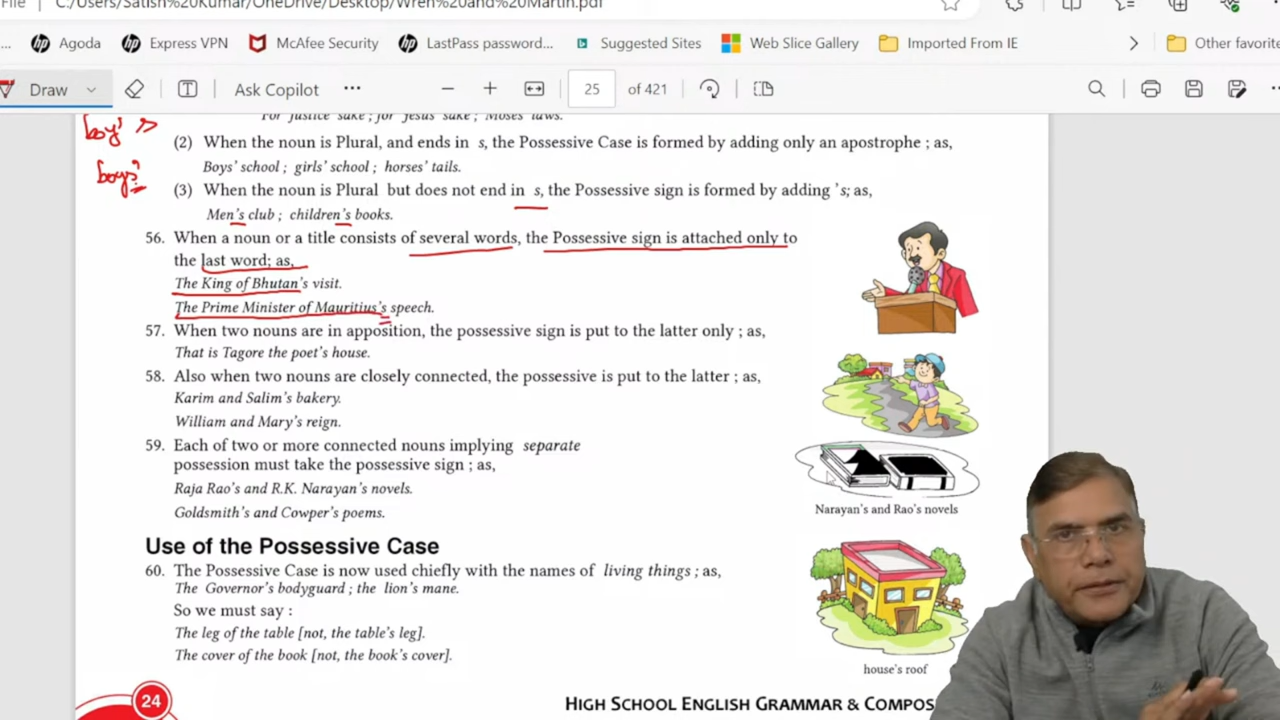 File C:/Users/Satish%20Kumar/OneDrive/Desktop/Wren%20and%20Martin.pdf
Agoda Express VPN McAfee Security LastPass password... Suggested Sites Web Slice Gallery Imported From IE Other favorite
Draw Ask Copilot ... 25 of 421
For justice' sake ; for Jesus' sake ; Moses' laws.
boy's
(2) When the noun is Plural, and ends in s, the Possessive Case is formed by adding only an apostrophe ; as,
boys'
Boys' school ; girls' school ; horses' tails.
(3) When the noun is Plural but does not end in s, the Possessive sign is formed by adding 's; as,
Men's club ; children's books.
56. When a noun or a title consists of several words, the Possessive sign is attached only to
the last word; as,
The King of Bhutan's visit.
The Prime Minister of Mauritius's speech.
57. When two nouns are in apposition, the possessive sign is put to the latter only ; as,
That is Tagore the poet's house.
58. Also when two nouns are closely connected, the possessive is put to the latter ; as,
Karim and Salim's bakery.
William and Mary's reign.
59. Each of two or more connected nouns implying separate
possession must take the possessive sign ; as,
Raja Rao's and R.K. Narayan's novels.
Goldsmith's and Cowper's poems.
Narayan's and Rao's novels
Use of the Possessive Case
60. The Possessive Case is now used chiefly with the names of living things ; as,
The Governor's bodyguard ; the lion's mane.
So we must say :
The leg of the table [not, the table's leg].
The cover of the book [not, the book's cover].
house's roof
24
HIGH SCHOOL ENGLISH GRAMMAR & COMPOS